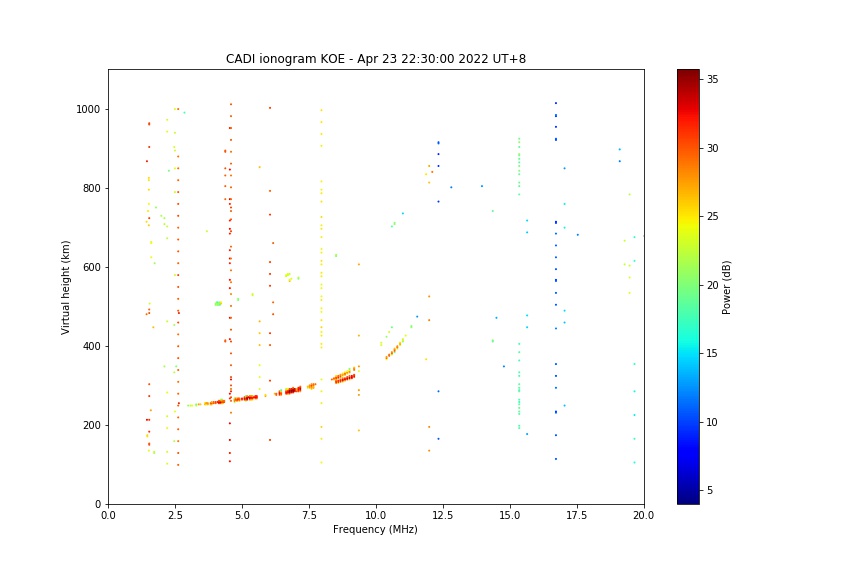 CADI ionogram KOE - Apr 23 22:30:00 2022 UT+8
1000
800
600
400
200
0
Virtual height (km)
0.0 2.5 5.0 7.5 10.0 12.5 15.0 17.5 20.0
Frequency (MHz)
35
30
25
20
15
10
5
Power (dB)